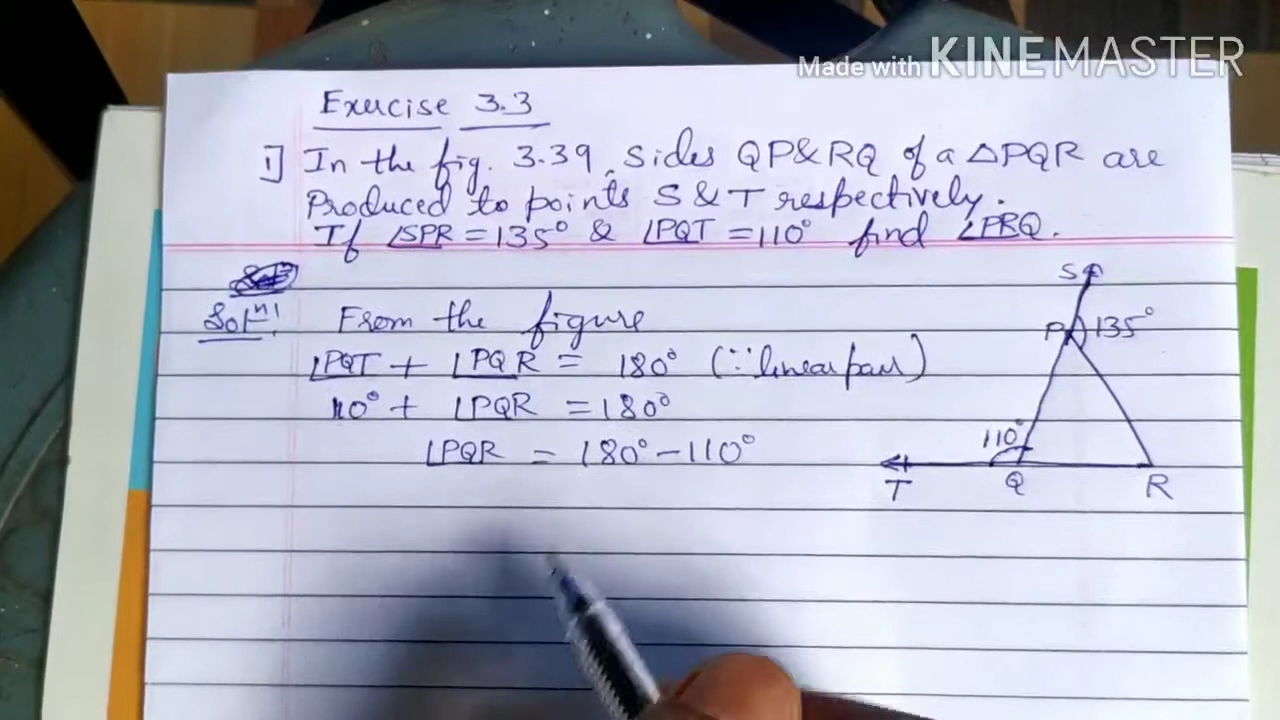 Made with KINEMASTER
Exercise 3.3
1] In the fig. 3.39, Sides QP & RQ of a △PQR are
Produced to points S & T respectively.
If ∠SPR = 135° & ∠PQT = 110° find ∠PRQ.
Solⁿ! From the figure
∠PQT + ∠PQR = 180° (∵ linear pair)
110° + ∠PQR = 180°
∠PQR = 180° – 110°
S
P 135°
110°
T Q R